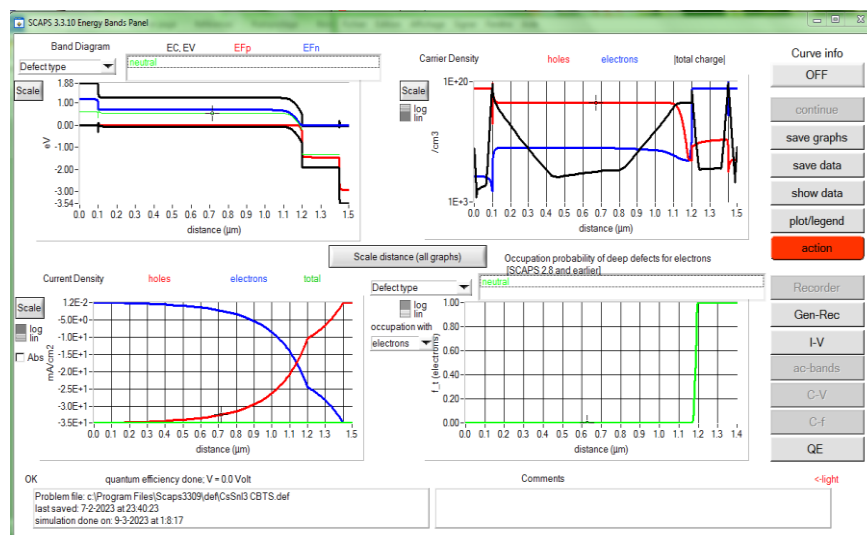 SCAPS 3.3.10 Energy Bands Panel
Band Diagram EC, EV EFp EFn
Defect type
neutral
Scale
log
lin
1.88
1.00
0.00
-1.00
-2.00
-3.00
-3.54
eV
0.0 0.1 0.2 0.3 0.4 0.5 0.6 0.7 0.8 0.9 1.0 1.1 1.2 1.3 1.5
distance (µm)
Carrier Density holes electrons |total charge|
Scale
log
lin
1E+20
/cm3
1E+3
0.0 0.1 0.2 0.3 0.4 0.5 0.6 0.7 0.8 0.9 1.0 1.1 1.2 1.3 1.5
distance (µm)
Curve info
OFF
continue
save graphs
save data
show data
plot/legend
action
Recorder
Gen-Rec
I-V
ac-bands
C-V
C-f
QE
Scale distance (all graphs)
Current Density holes electrons total
Scale
log
lin
Abs
1.2E-2
-5.0E+0
-1.0E+1
-1.5E+1
-2.0E+1
-2.5E+1
-3.0E+1
-3.5E+1
mA/cm2
0.0 0.1 0.2 0.3 0.4 0.5 0.6 0.7 0.8 0.9 1.0 1.1 1.2 1.3 1.5
distance (µm)
Occupation probability of deep defects for electrons
[SCAPS 2.8 and earlier]
Defect type
neutral
log
lin
occupation with
electrons
1.00
0.80
0.60
0.40
0.20
0.00
f_t (electrons)
0.0 0.1 0.2 0.3 0.4 0.5 0.6 0.7 0.8 0.9 1.0 1.1 1.2 1.3 1.4
distance (µm)
OK quantum efficiency done; V = 0.0 Volt Comments <-light
Problem file: c:\Program Files\Scaps3309\def\CsSnI3 CBTS.def
last saved: 7-2-2023 at 23:40:23
simulation done on: 9-3-2023 at 1:8:17